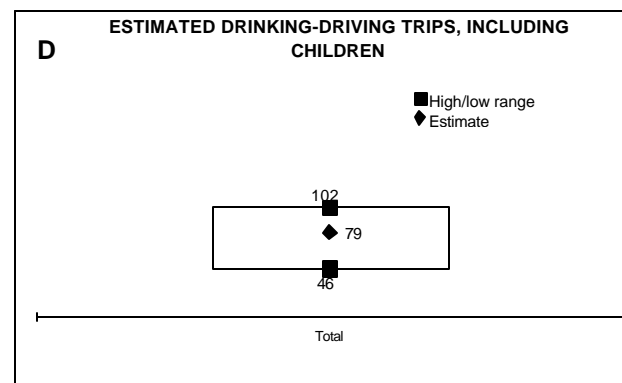 D
ESTIMATED DRINKING-DRIVING TRIPS, INCLUDING
CHILDREN
High/low range
Estimate
102
79
46
Total